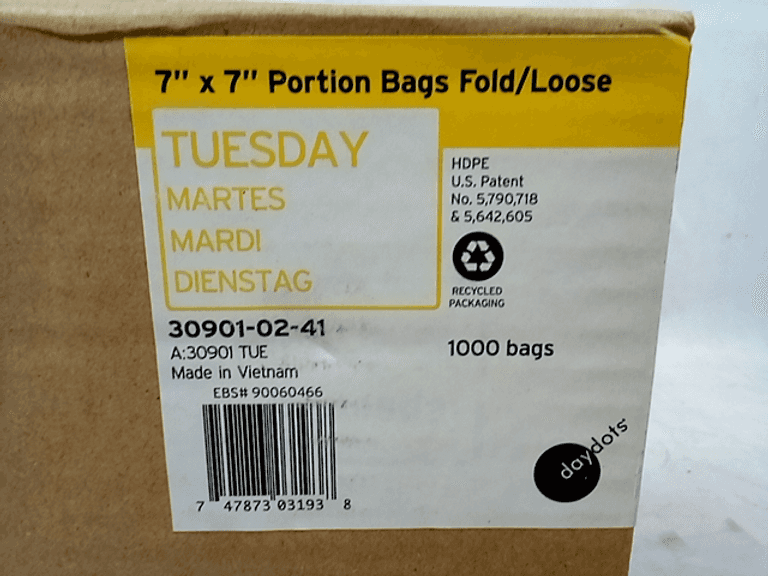 7" x 7" Portion Bags Fold/Loose
TUESDAY
MARTES
MARDI
DIENSTAG
HDPE
U.S. Patent
No. 5,790,718
& 5,642,605
RECYCLED
PACKAGING
30901-02-41
A:30901 TUE
Made in Vietnam
EBS# 90060466
1000 bags
7 47873 03193 8
daydots